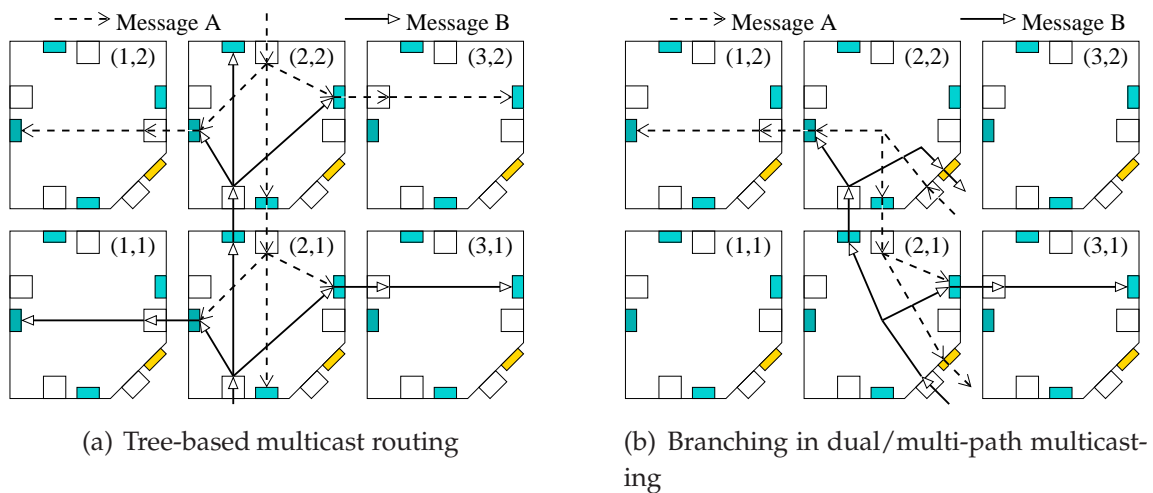 Message A Message B
(1,2) (2,2) (3,2)
(1,1) (2,1) (3,1)
(a) Tree-based multicast routing
Message A Message B
(1,2) (2,2) (3,2)
(1,1) (2,1) (3,1)
(b) Branching in dual/multi-path multicast-
ing